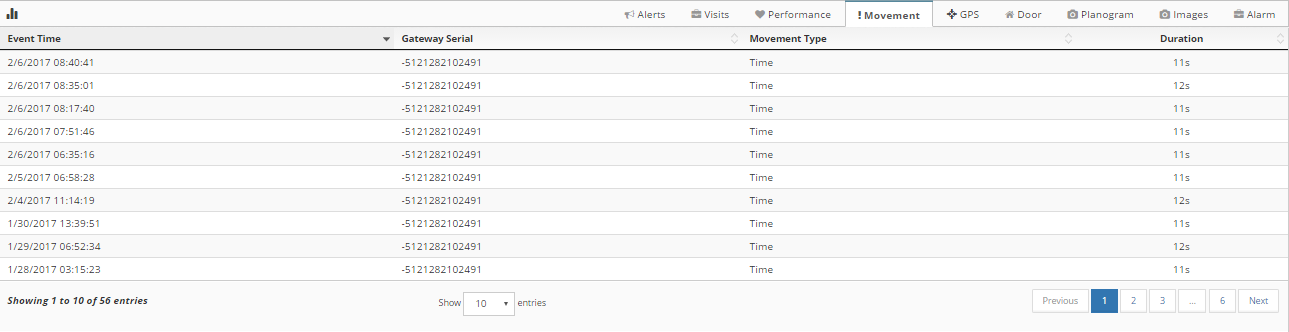 Alerts Visits Performance Movement GPS Door Planogram Images Alarm
Event Time Gateway Serial Movement Type Duration
2/6/2017 08:40:41 -5121282102491 Time 11s
2/6/2017 08:35:01 -5121282102491 Time 12s
2/6/2017 08:17:40 -5121282102491 Time 11s
2/6/2017 07:51:46 -5121282102491 Time 11s
2/6/2017 06:35:16 -5121282102491 Time 11s
2/5/2017 06:58:28 -5121282102491 Time 11s
2/4/2017 11:14:19 -5121282102491 Time 12s
1/30/2017 13:39:51 -5121282102491 Time 11s
1/29/2017 06:52:34 -5121282102491 Time 12s
1/28/2017 03:15:23 -5121282102491 Time 11s
Showing 1 to 10 of 56 entries Show 10 entries Previous 1 2 3 ... 6 Next